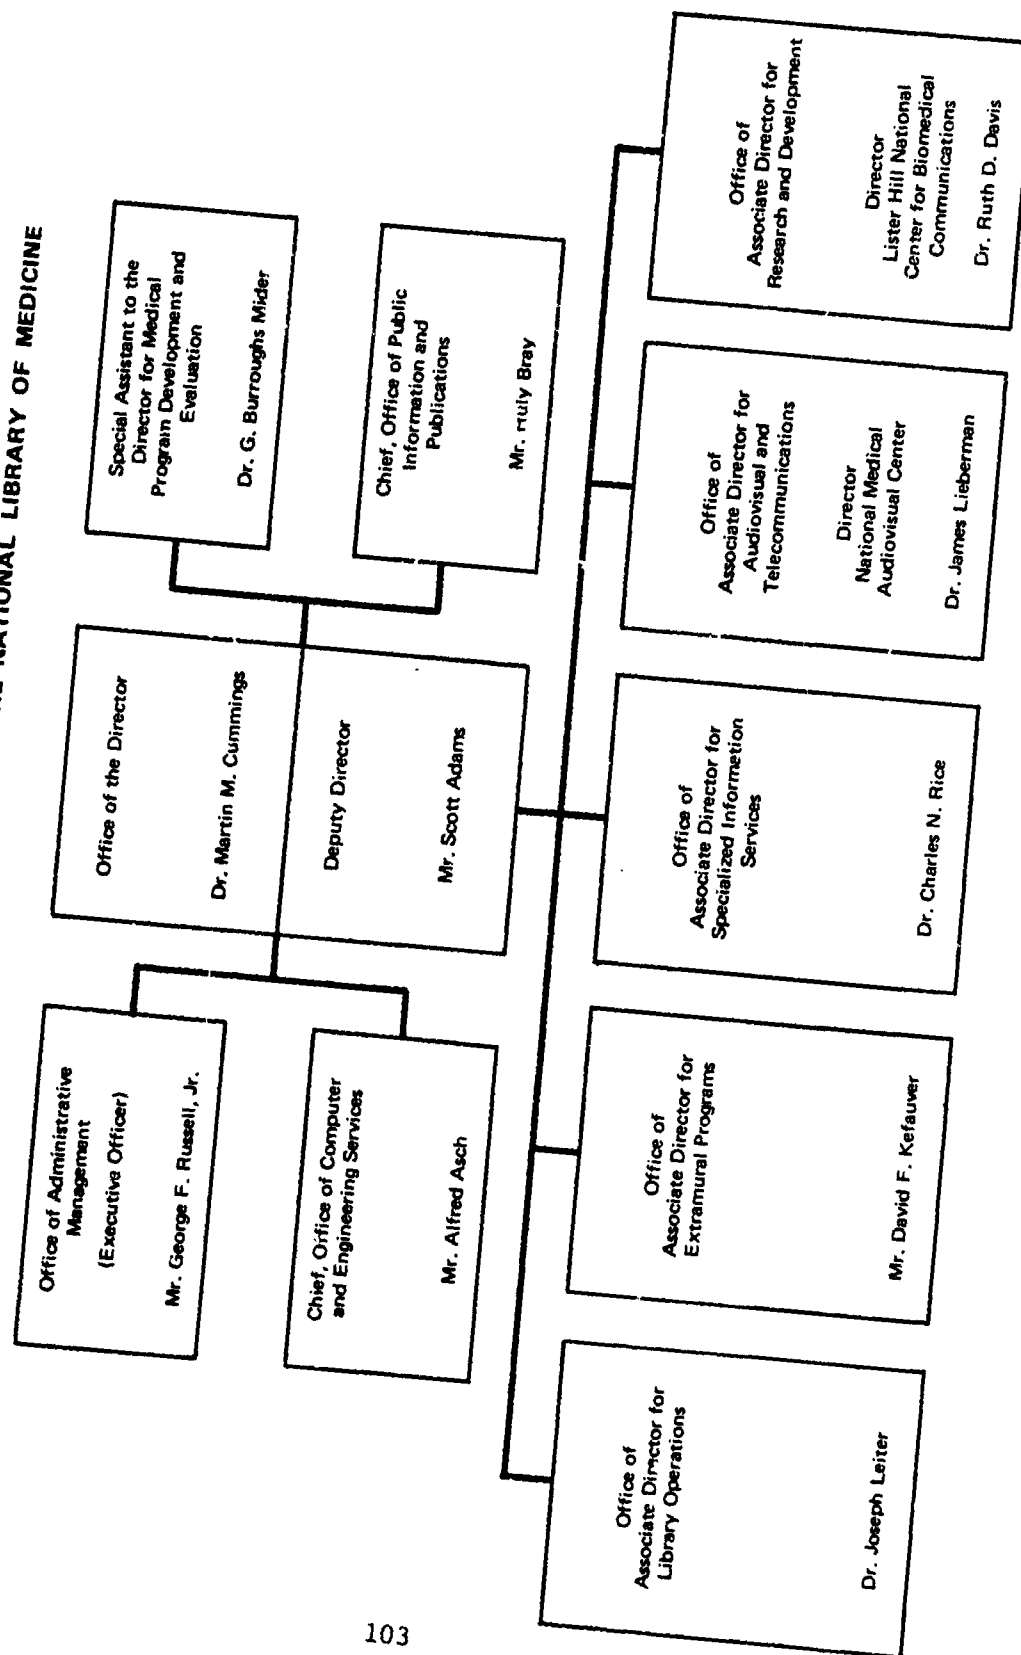 NATIONAL LIBRARY OF MEDICINE
Office of Administrative
Management
(Executive Officer)
Mr. George F. Russell, Jr.
Chief, Office of Computer
and Engineering Services
Mr. Alfred Asch
Office of the Director
Dr. Martin M. Cummings
Deputy Director
Mr. Scott Adams
Special Assistant to the
Director for Medical
Program Development and
Evaluation
Dr. G. Burroughs Mider
Chief, Office of Public
Information and
Publications
Mr. Bray
Office of
Associate Director for
Library Operations
Dr. Joseph Leiter
Office of
Associate Director for
Extramural Programs
Mr. David F. Kefauver
Office of
Associate Director for
Specialized Information
Services
Dr. Charles N. Rice
Office of
Associate Director for
Audiovisual and
Telecommunications
Director
National Medical
Audiovisual Center
Dr. James Lieberman
Office of
Associate Director for
Research and Development
Director
Lister Hill National
Center for Biomedical
Communications
Dr. Ruth D. Davis
103